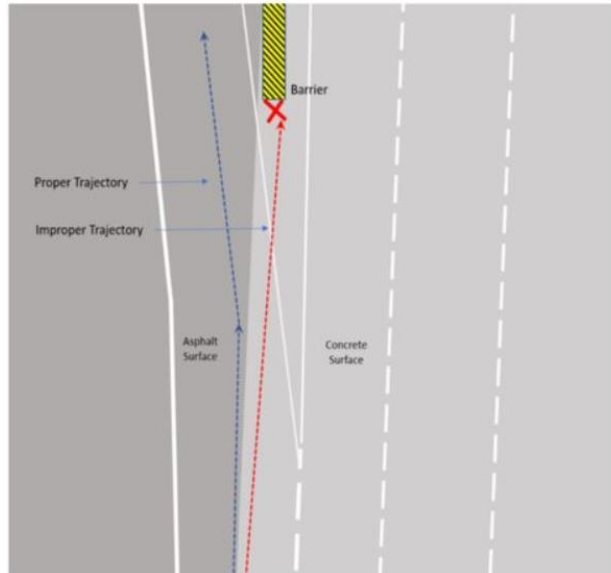 Barrier
Proper Trajectory
Improper Trajectory
Asphalt
Surface
Concrete
Surface